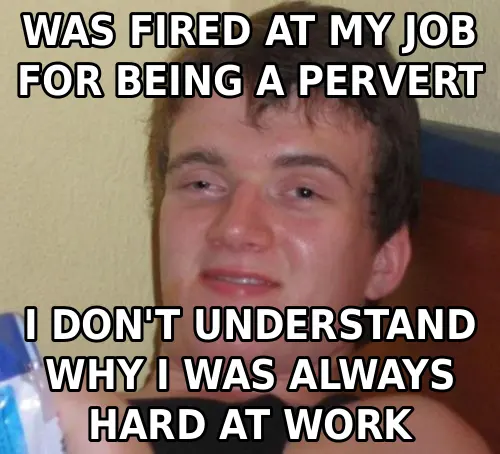 WAS FIRED AT MY JOB
FOR BEING A PERVERT
I DON'T UNDERSTAND
WHY I WAS ALWAYS
HARD AT WORK